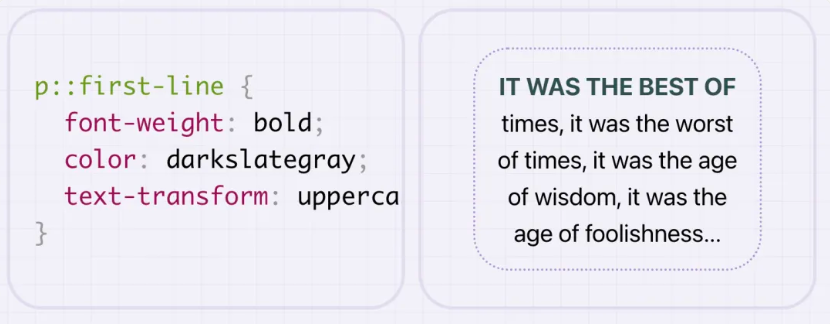 p::first-line {
font-weight: bold;
color: darkslategray;
text-transform: upperca
}
IT WAS THE BEST OF
times, it was the worst
of times, it was the age
of wisdom, it was the
age of foolishness...